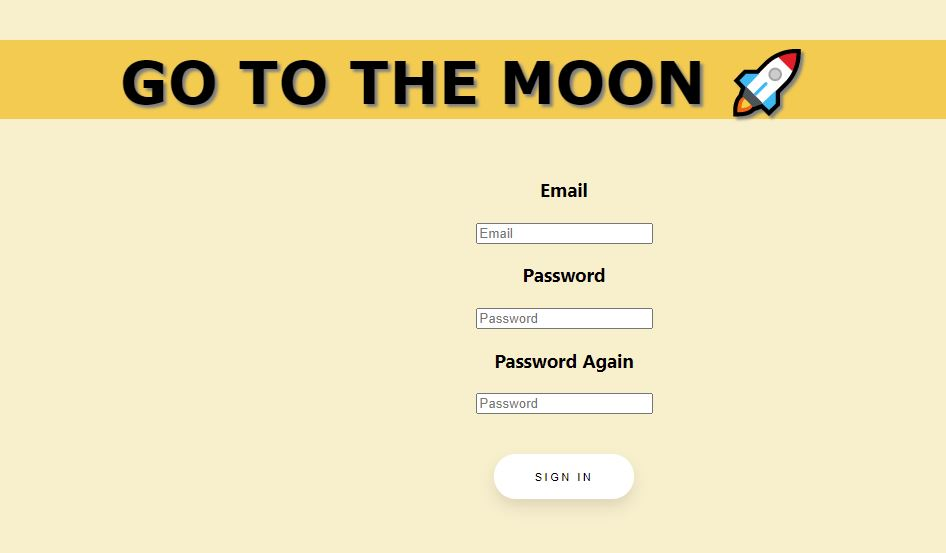 GO TO THE MOON 🚀
Email
Email
Password
Password
Password Again
Password
SIGN IN